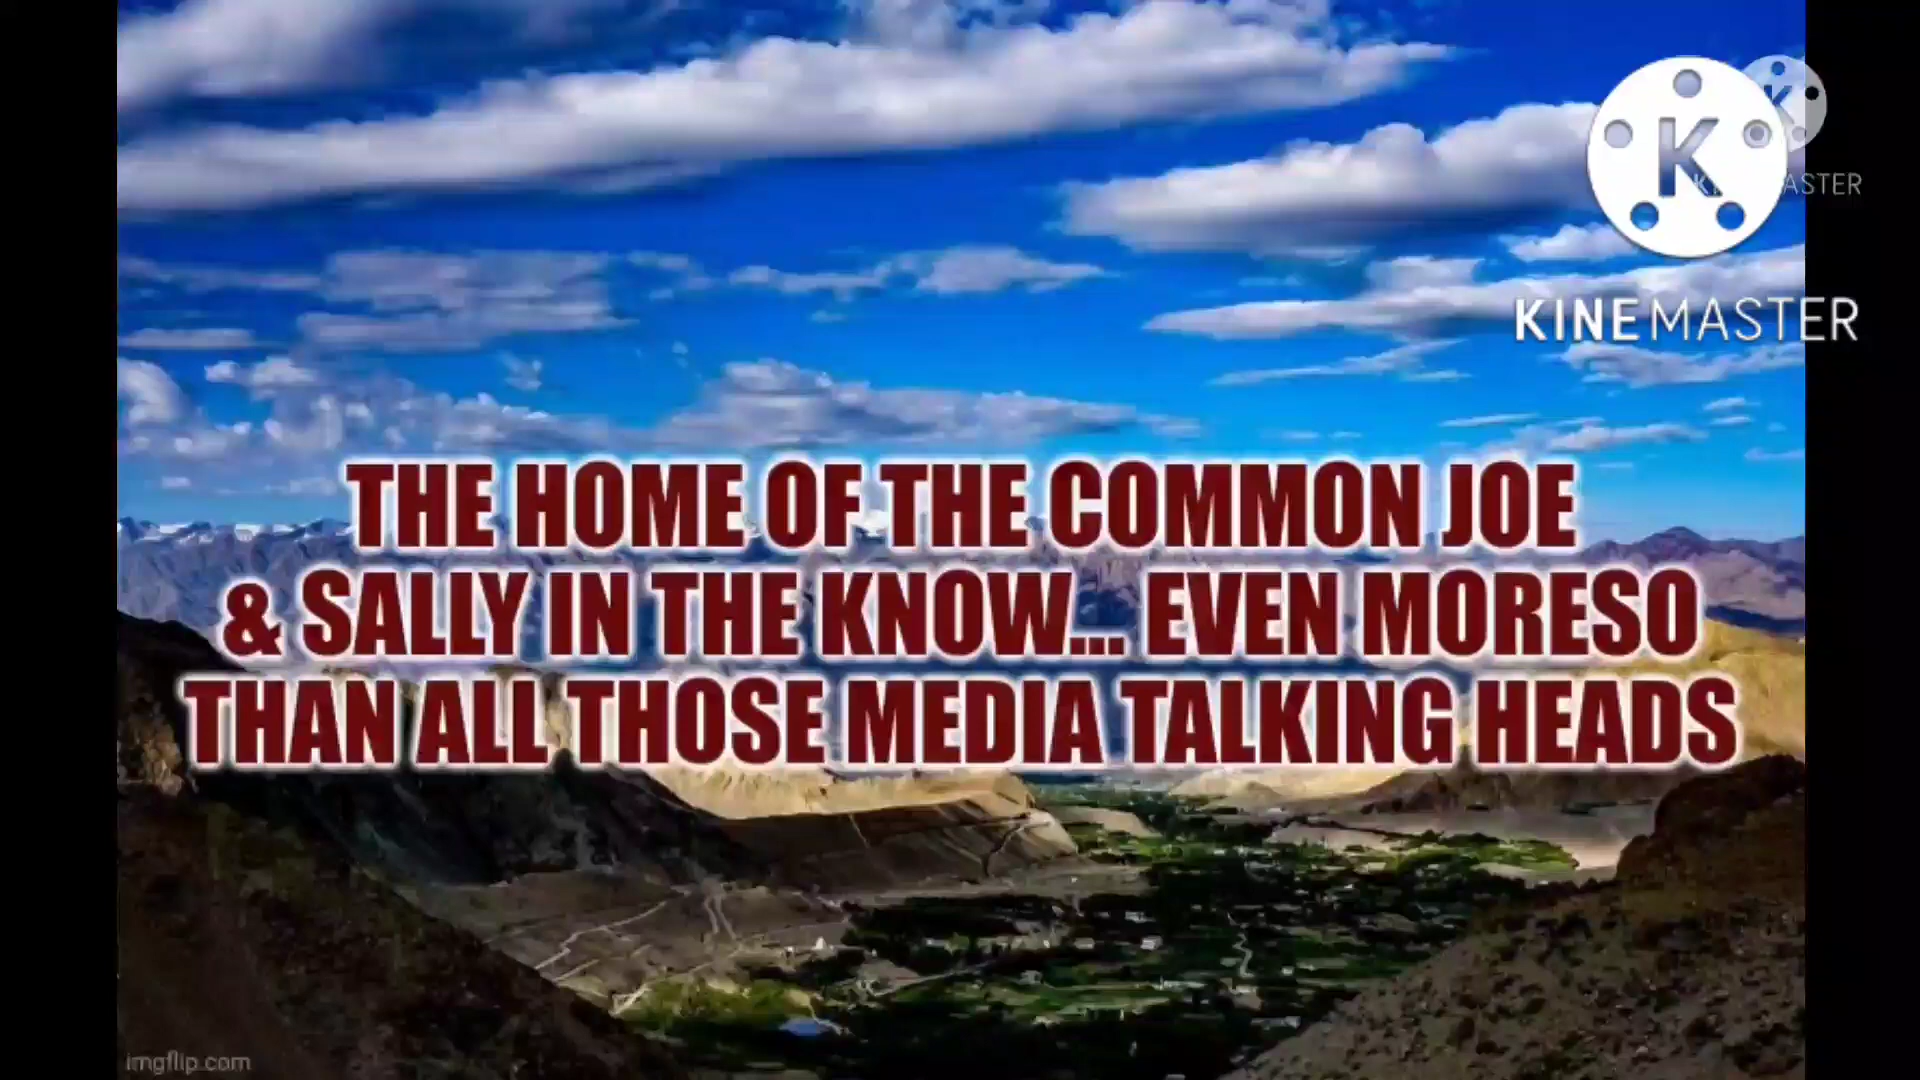 K
KINEMASTER
THE HOME OF THE COMMON JOE
& SALLY IN THE KNOW... EVEN MORESO
THAN ALL THOSE MEDIA TALKING HEADS
imgflip.com